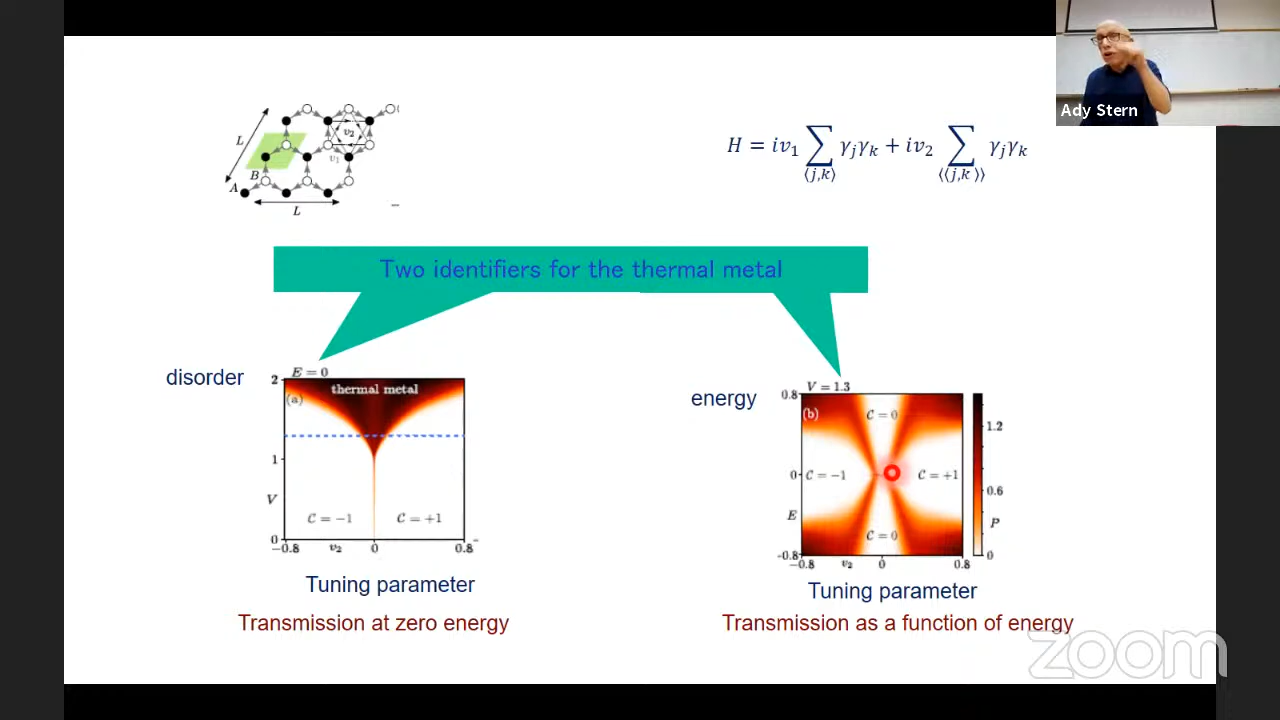 Ady Stern
L
v₂
v₁
B
A
L
H = iv₁ ∑ γⱼγₖ + iv₂ ∑ γⱼγₖ
⟨j,k⟩ ⟨⟨j,k⟩⟩
Two identifiers for the thermal metal
disorder
E = 0
2
thermal metal
(a)
1
V
C = −1
C = +1
0
−0.8
v₂
0
0.8
Tuning parameter
Transmission at zero energy
energy
V = 1.3
0.8
(b)
C = 0
1.2
0
C = −1
C = +1
0.6
E
P
C = 0
-0.8
0
−0.8
v₂
0
0.8
Tuning parameter
Transmission as a function of energy
zoom